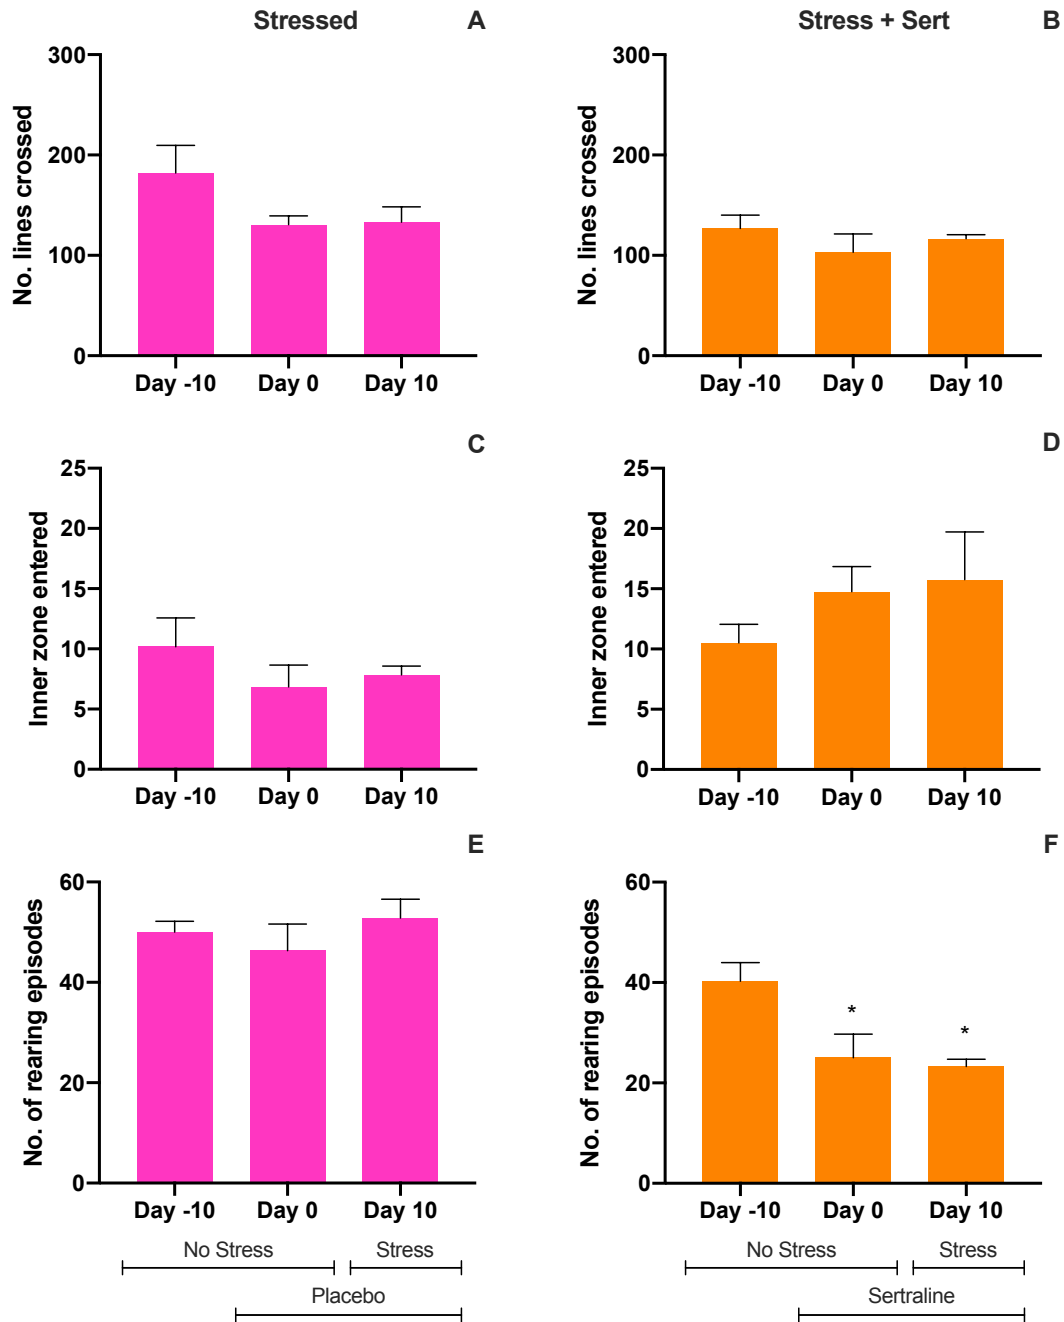 Stressed A
300
200
100
0
No. lines crossed
Day -10 Day 0 Day 10
Stress + Sert B
300
200
100
0
No. lines crossed
Day -10 Day 0 Day 10
C
25
20
15
10
5
0
Inner zone entered
Day -10 Day 0 Day 10
D
25
20
15
10
5
0
Inner zone entered
Day -10 Day 0 Day 10
E
60
40
20
0
No. of rearing episodes
Day -10 Day 0 Day 10
No Stress Stress
Placebo
F
60
40
20
0
No. of rearing episodes
* *
Day -10 Day 0 Day 10
No Stress Stress
Sertraline